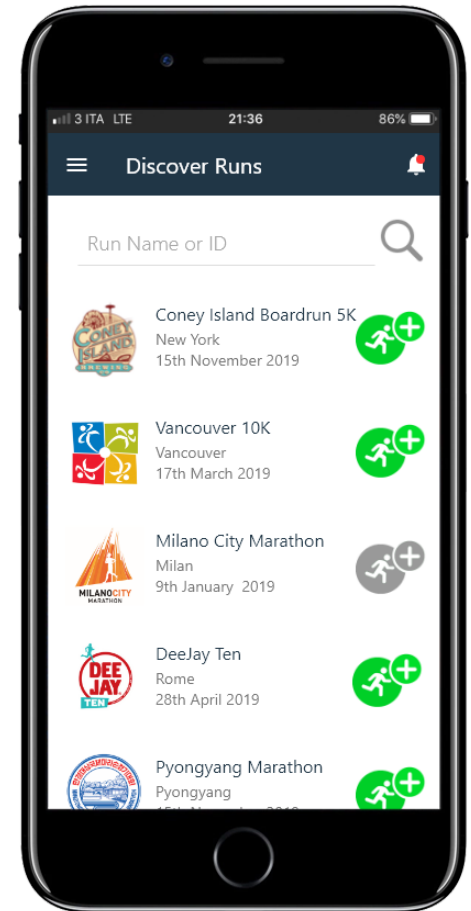 3 ITA LTE 21:36 86%
Discover Runs
Run Name or ID
CONEY
ISLAND
BREWING
Coney Island Boardrun 5K
New York
15th November 2019
Vancouver 10K
Vancouver
17th March 2019
MILANOCITY
MARATHON
Milano City Marathon
Milan
9th January 2019
DEE
JAY
TEN
DeeJay Ten
Rome
28th April 2019
Pyongyang Marathon
Pyongyang